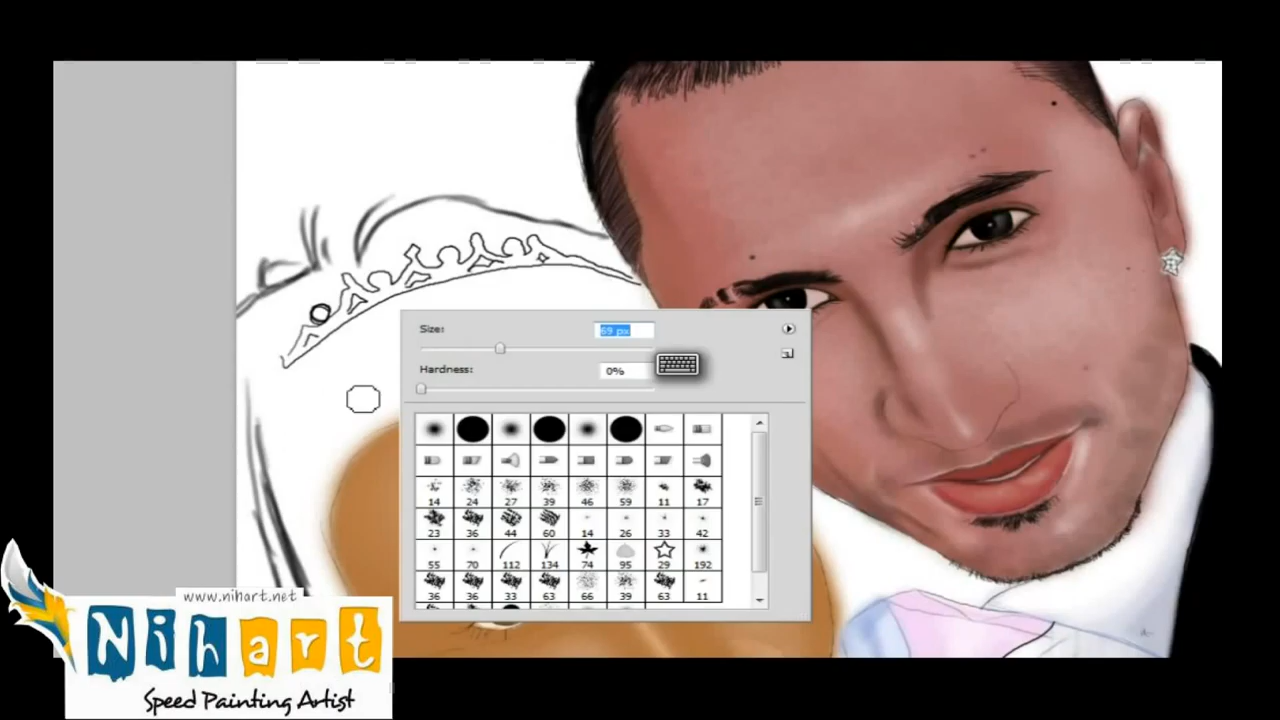 Size:
69 px
Hardness:
0%
14 24 27 39 46 59 11 17
23 36 44 60 14 26 33 42
55 70 112 134 74 95 29 192
36 36 33 63 66 39 63 11
www.nihart.net
Nihart
Speed Painting Artist